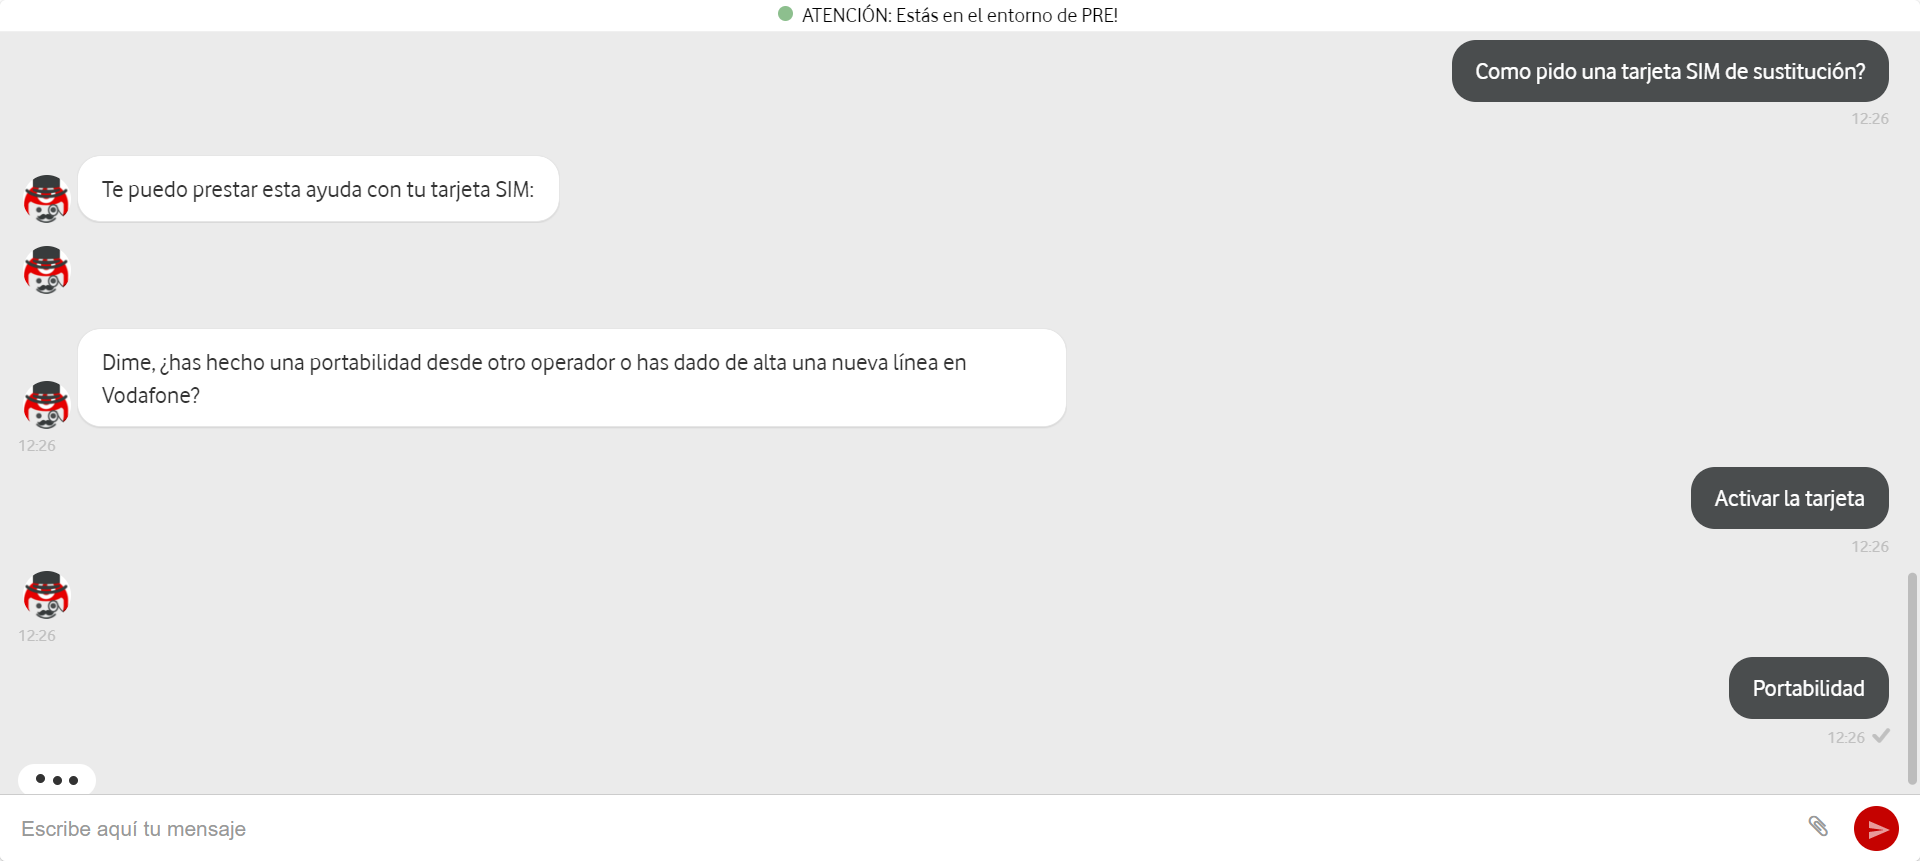 ATENCIÓN: Estás en el entorno de PRE!
Como pido una tarjeta SIM de sustitución?
12:26
Te puedo prestar esta ayuda con tu tarjeta SIM:
Dime, ¿has hecho una portabilidad desde otro operador o has dado de alta una nueva línea en
Vodafone?
12:26
Activar la tarjeta
12:26
12:26
Portabilidad
12:26
Escribe aquí tu mensaje